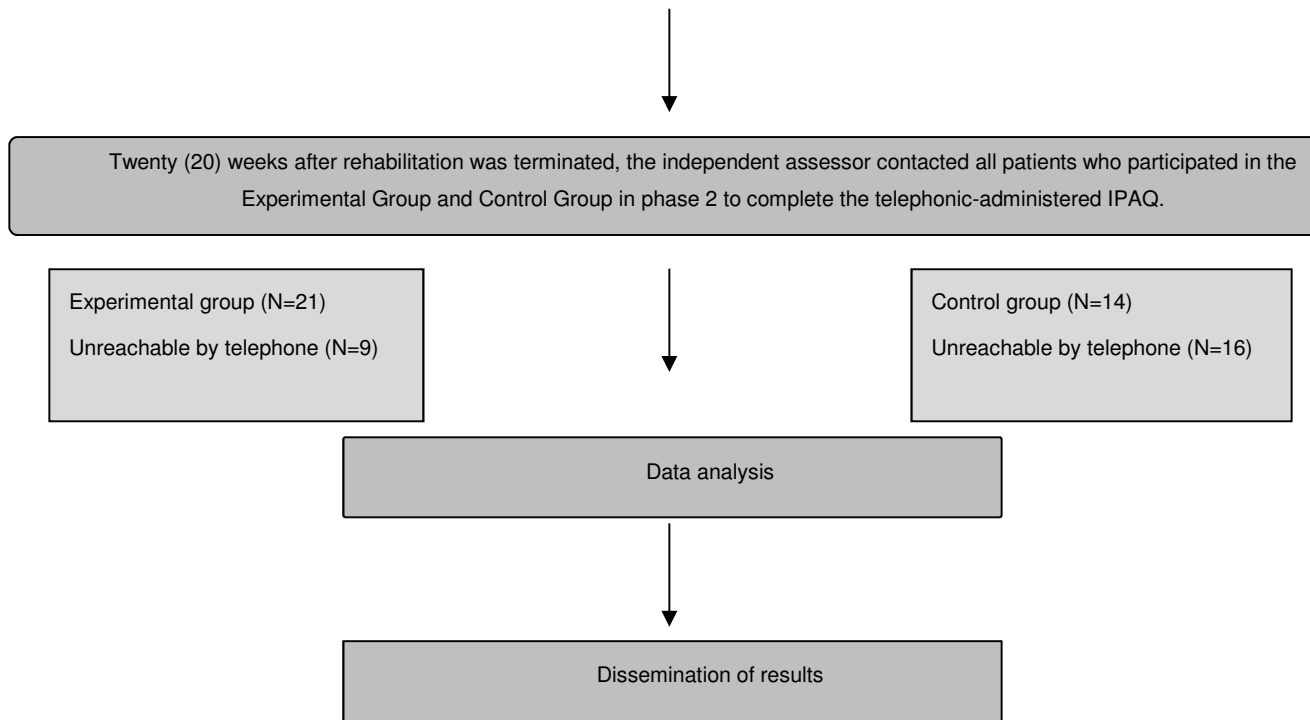 Twenty (20) weeks after rehabilitation was terminated, the independent assessor contacted all patients who participated in the
Experimental Group and Control Group in phase 2 to complete the telephonic-administered IPAQ.
Experimental group (N=21)
Unreachable by telephone (N=9)
Control group (N=14)
Unreachable by telephone (N=16)
Data analysis
Dissemination of results